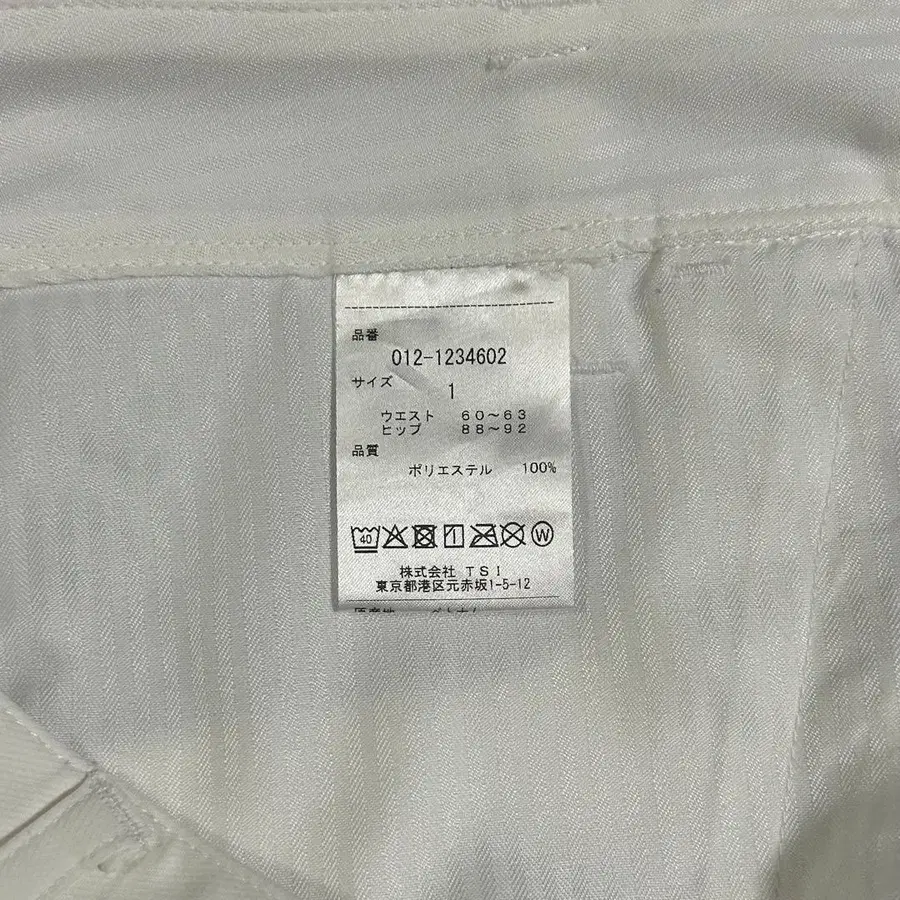 品番
012-1234602
サイズ
1
ウエスト 60～63
ヒップ 88～92
品質
ポリエステル 100%
40
W
株式会社 TSI
東京都港区元赤坂1-5-12